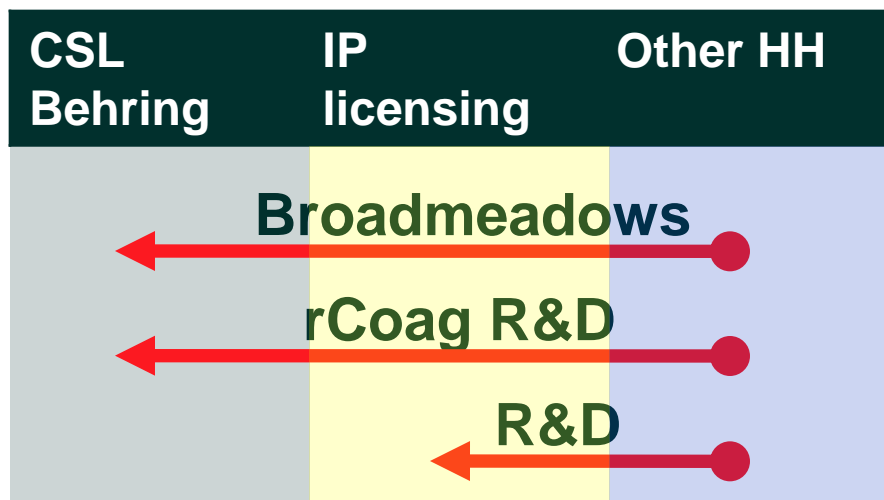 CSL Behring
IP licensing
Other HH
Broadmeadows
rCoag R&D
R&D